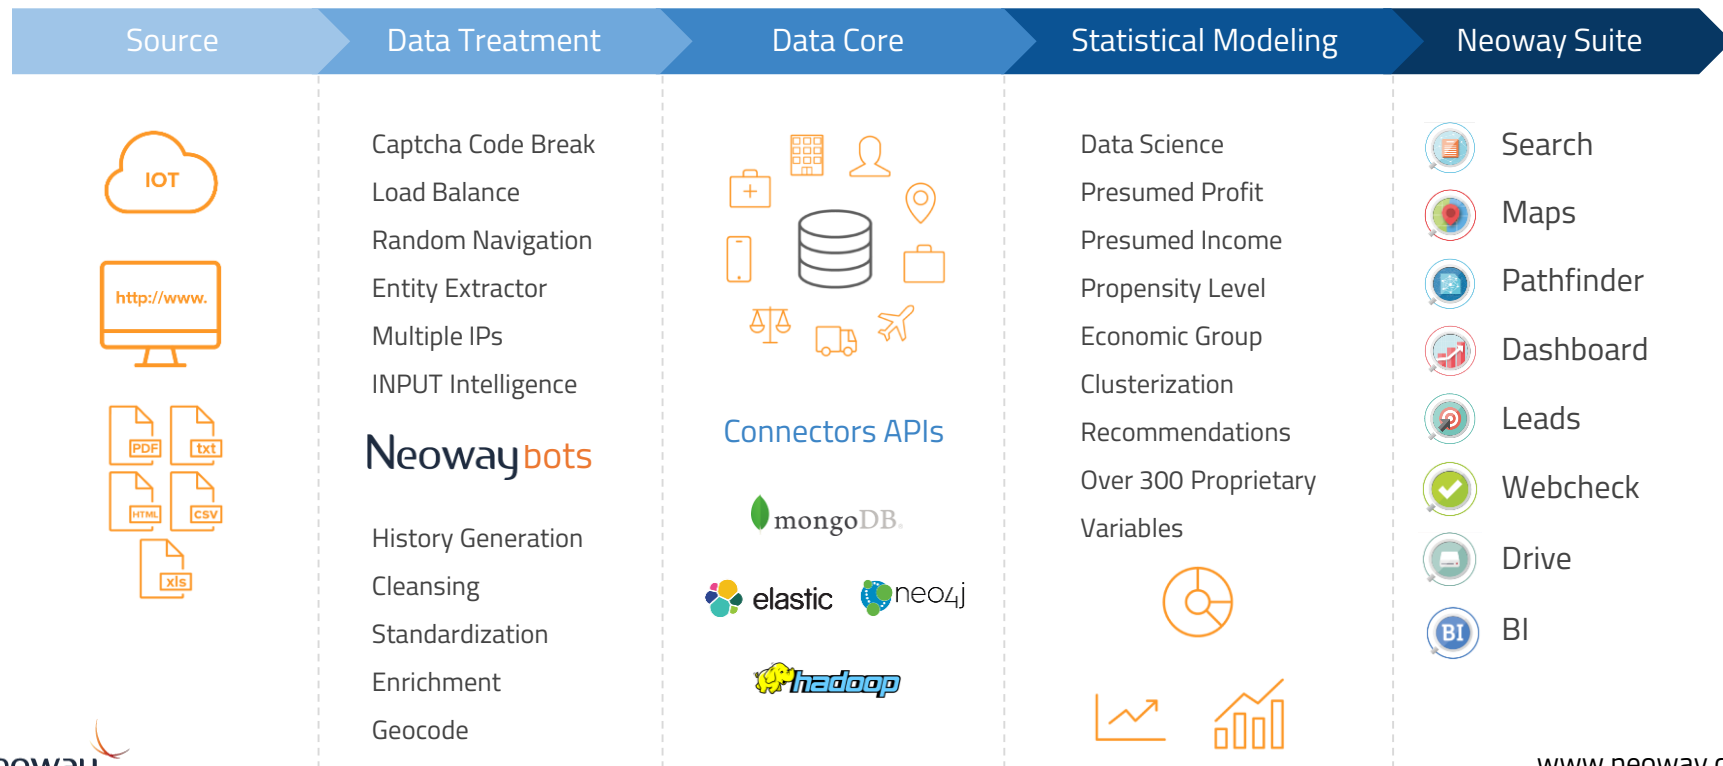 Source
Data Treatment
Data Core
Statistical Modeling
Neoway Suite
IOT
http://www.
PDF
txt
HTML
CSV
xls
Captcha Code Break
Load Balance
Random Navigation
Entity Extractor
Multiple IPs
INPUT Intelligence
Neoway bots
History Generation
Cleansing
Standardization
Enrichment
Geocode
Connectors APIs
mongoDB.
elastic
neo4j
hadoop
Data Science
Presumed Profit
Presumed Income
Propensity Level
Economic Group
Clusterization
Recommendations
Over 300 Proprietary
Variables
Search
Maps
Pathfinder
Dashboard
Leads
Webcheck
Drive
BI
BI